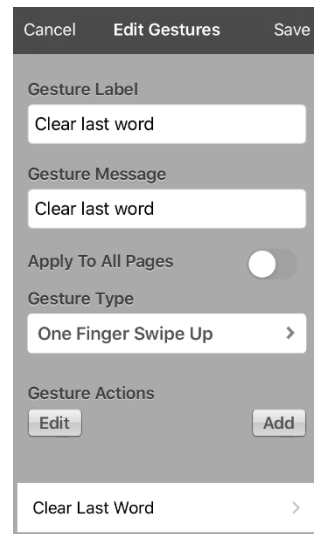 Cancel Edit Gestures Save
Gesture Label
Clear last word
Gesture Message
Clear last word
Apply To All Pages
Gesture Type
One Finger Swipe Up
Gesture Actions
Edit Add
Clear Last Word